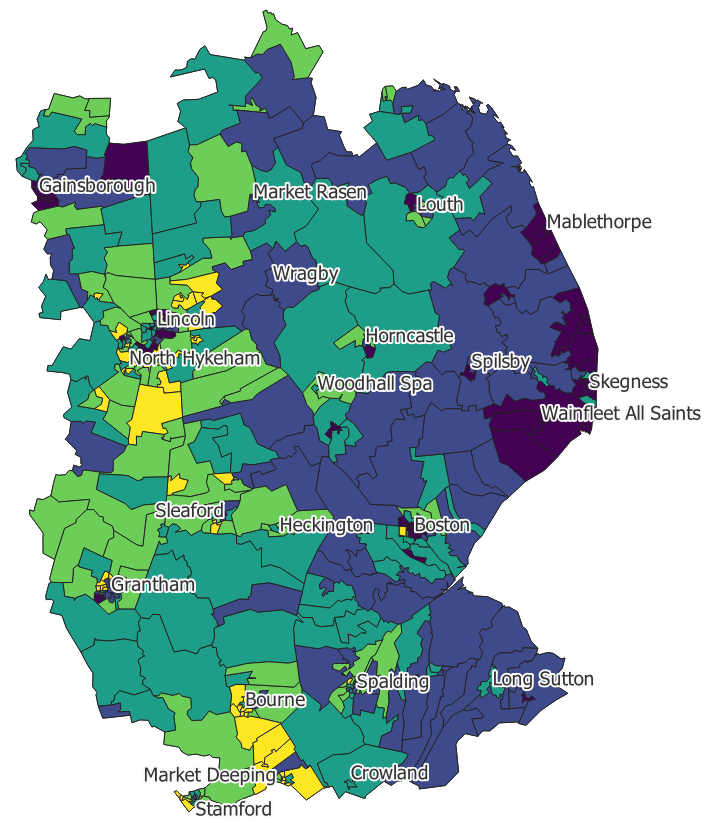 Gainsborough
Market Rasen
Louth
Mablethorpe
Wragby
Lincoln
Horncastle
North Hykeham
Spilsby
Woodhall Spa
Skegness
Wainfleet All Saints
Sleaford
Heckington
Boston
Grantham
Long Sutton
Spalding
Bourne
Market Deeping
Crowland
Stamford